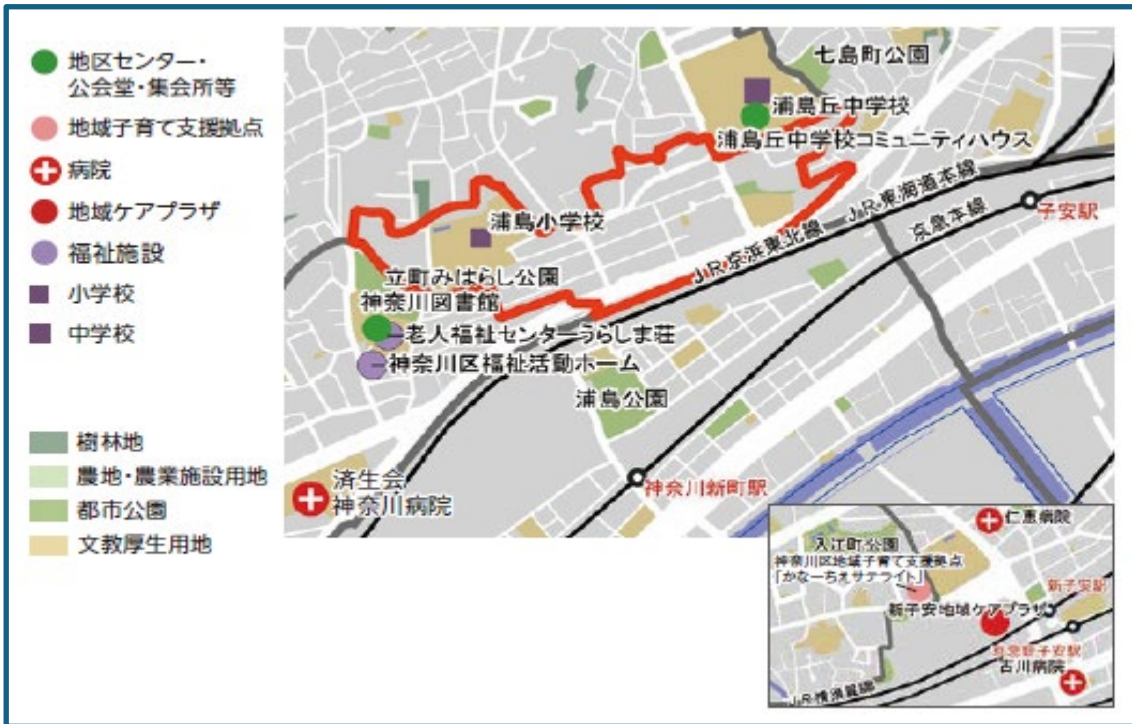 地区センター・
公会堂・集会所等
地域子育て支援拠点
病院
地域ケアプラザ
福祉施設
小学校
中学校
樹林地
農地・農業施設用地
都市公園
文教厚生用地
七島町公園
浦島丘中学校
浦島丘中学校コミュニティハウス
浦島小学校
JR東海道本線
JR京浜東北線
京急本線
子安駅
立町みはらし公園
神奈川図書館
老人福祉センターうらしま荘
神奈川区福祉活動ホーム
浦島公園
済生会
神奈川病院
神奈川新町駅
仁恵病院
入江町公園
神奈川区地域子育て支援拠点
「かなーちえサテライト」
新子安駅
新子安地域ケアプラザ
京急新子安駅
古川病院
JR横須賀線